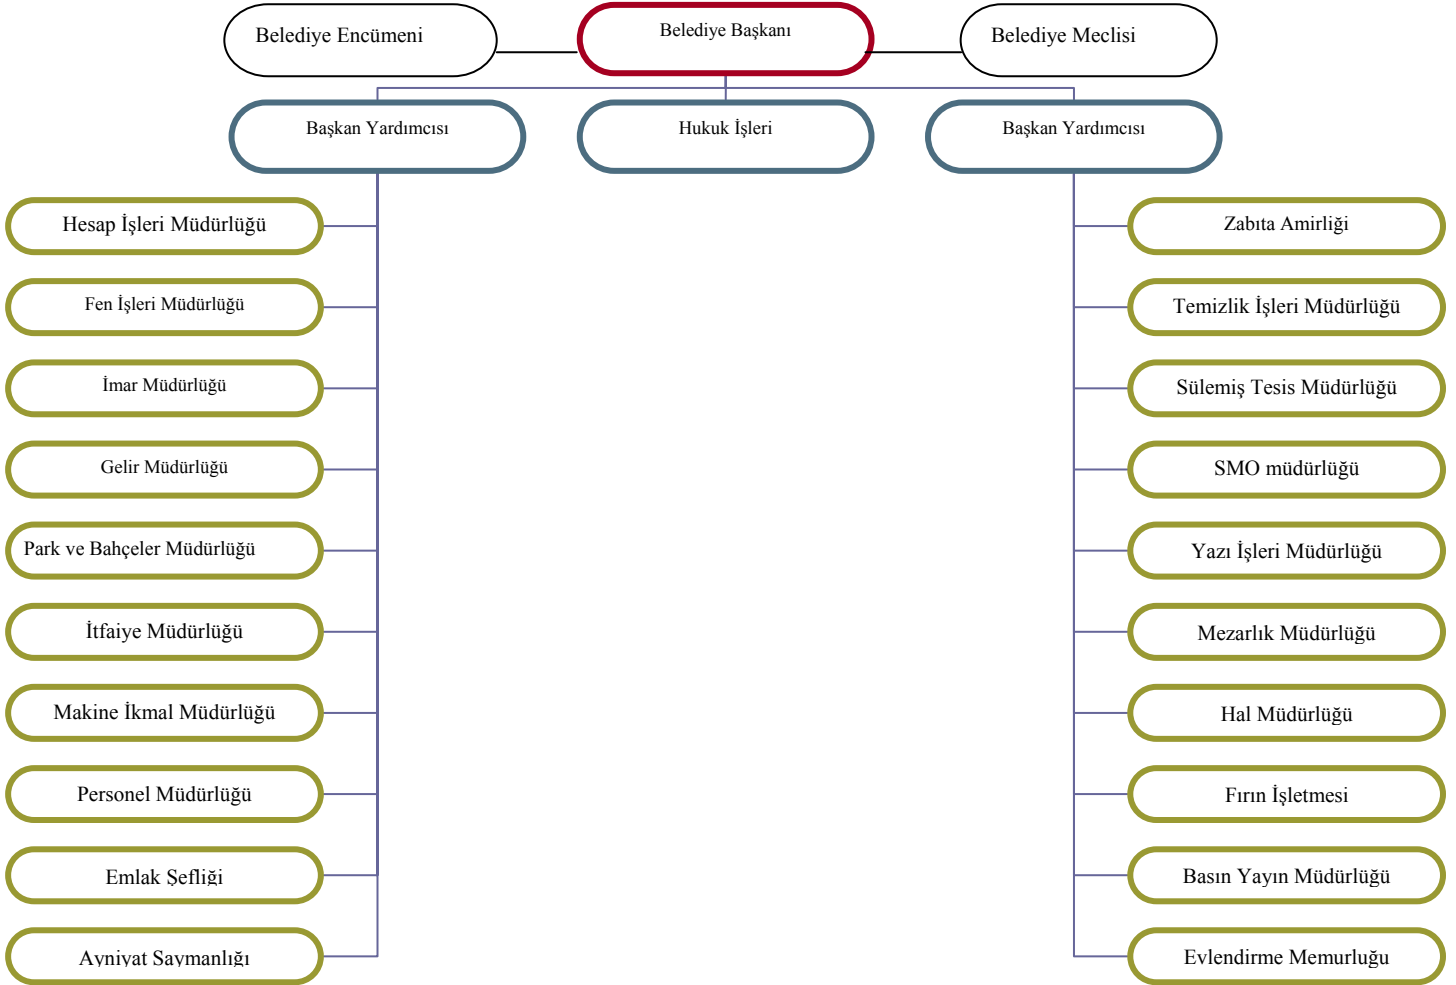 Belediye Encümeni
Belediye Başkanı
Belediye Meclisi
Başkan Yardımcısı
Hukuk İşleri
Başkan Yardımcısı
Hesap İşleri Müdürlüğü
Zabıta Amirliği
Fen İşleri Müdürlüğü
Temizlik İşleri Müdürlüğü
İmar Müdürlüğü
Sülemiş Tesis Müdürlüğü
Gelir Müdürlüğü
SMO müdürlüğü
Park ve Bahçeler Müdürlüğü
Yazı İşleri Müdürlüğü
İtfaiye Müdürlüğü
Mezarlık Müdürlüğü
Makine İkmal Müdürlüğü
Hal Müdürlüğü
Personel Müdürlüğü
Fırın İşletmesi
Emlak Şefliği
Basın Yayın Müdürlüğü
Ayniyat Saymanlığı
Evlendirme Memurluğu